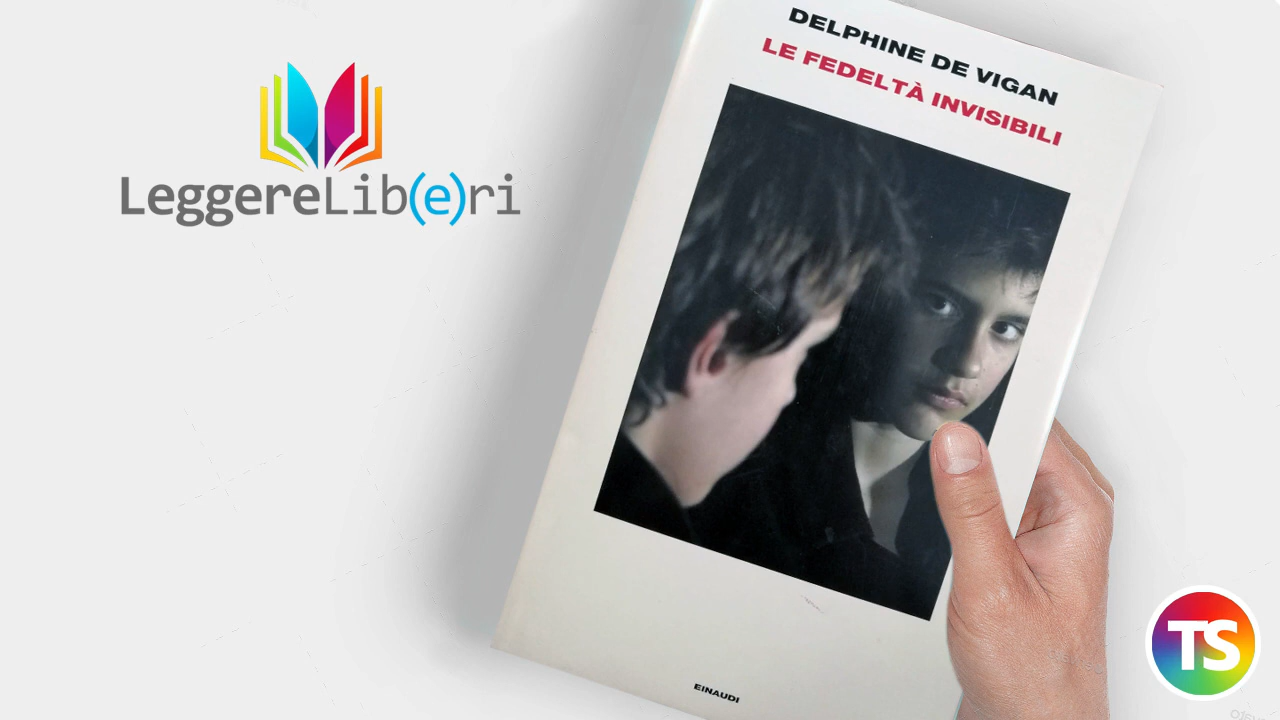 LeggereLib(e)ri
DELPHINE DE VIGAN
LE FEDELTÀ INVISIBILI
EINAUDI
TS